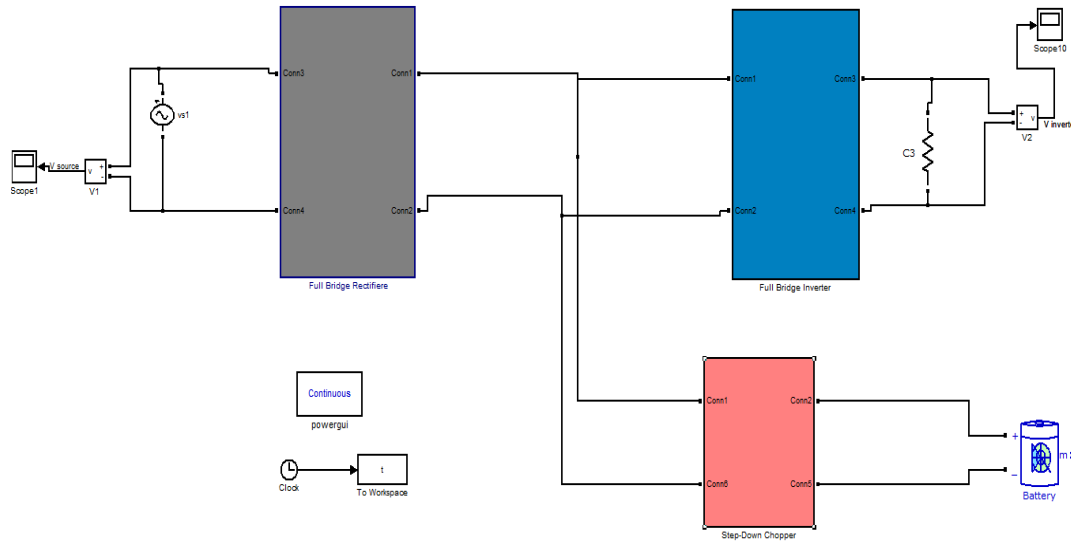 Scope10
Conn3
Conn1
Conn1
Conn3
vs1
+
-
v
V2
V inverte
V source
Scope1
v
+
-
V1
C3
Conn4
Conn2
Conn2
Conn4
Full Bridge Rectifiere
Full Bridge Inverter
Continuous
powergui
Conn1
Conn2
+
m
t
Clock
To Workspace
Conn6
Conn5
–
Battery
Step-Down Chopper